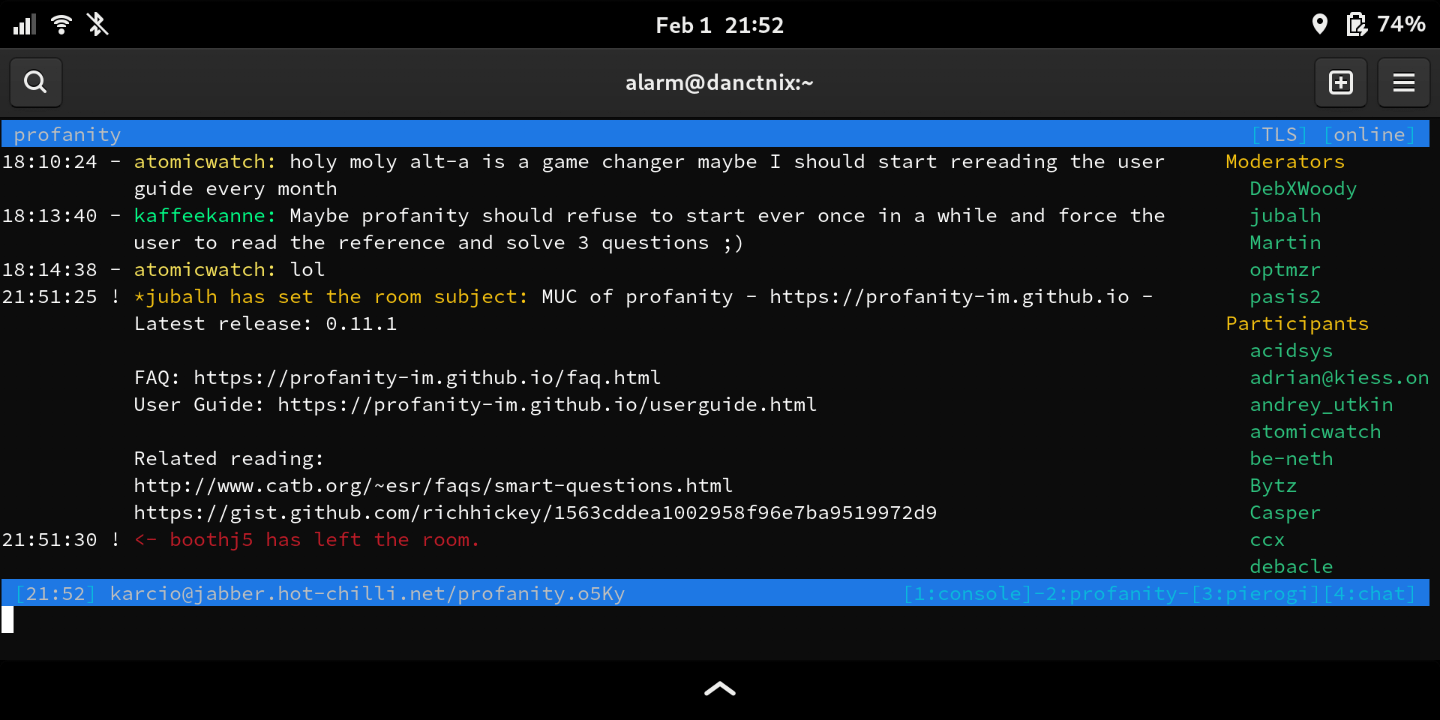 Feb 1 21:52
74%
alarm@danctnix:~
profanity [TLS] [online]
18:10:24 - atomicwatch: holy moly alt-a is a game changer maybe I should start rereading the user
guide every month
18:13:40 - kaffeekanne: Maybe profanity should refuse to start ever once in a while and force the
user to read the reference and solve 3 questions ;)
18:14:38 - atomicwatch: lol
21:51:25 ! *jubalh has set the room subject: MUC of profanity - https://profanity-im.github.io -
Latest release: 0.11.1
FAQ: https://profanity-im.github.io/faq.html
User Guide: https://profanity-im.github.io/userguide.html
Related reading:
http://www.catb.org/~esr/faqs/smart-questions.html
https://gist.github.com/richhickey/1563cddea1002958f96e7ba9519972d9
21:51:30 ! <- boothj5 has left the room.
Moderators
DebXWoody
jubalh
Martin
optmzr
pasis2
Participants
acidsys
adrian@kiess.on
andrey_utkin
atomicwatch
be-neth
Bytz
Casper
ccx
debacle
[21:52] karcio@jabber.hot-chilli.net/profanity.o5Ky [1:console]-2:profanity-[3:pierogi][4:chat]